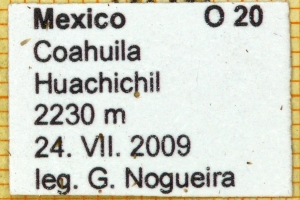 Mexico O 20
Coahuila
Huachichil
2230 m
24. VII. 2009
leg. G. Nogueira